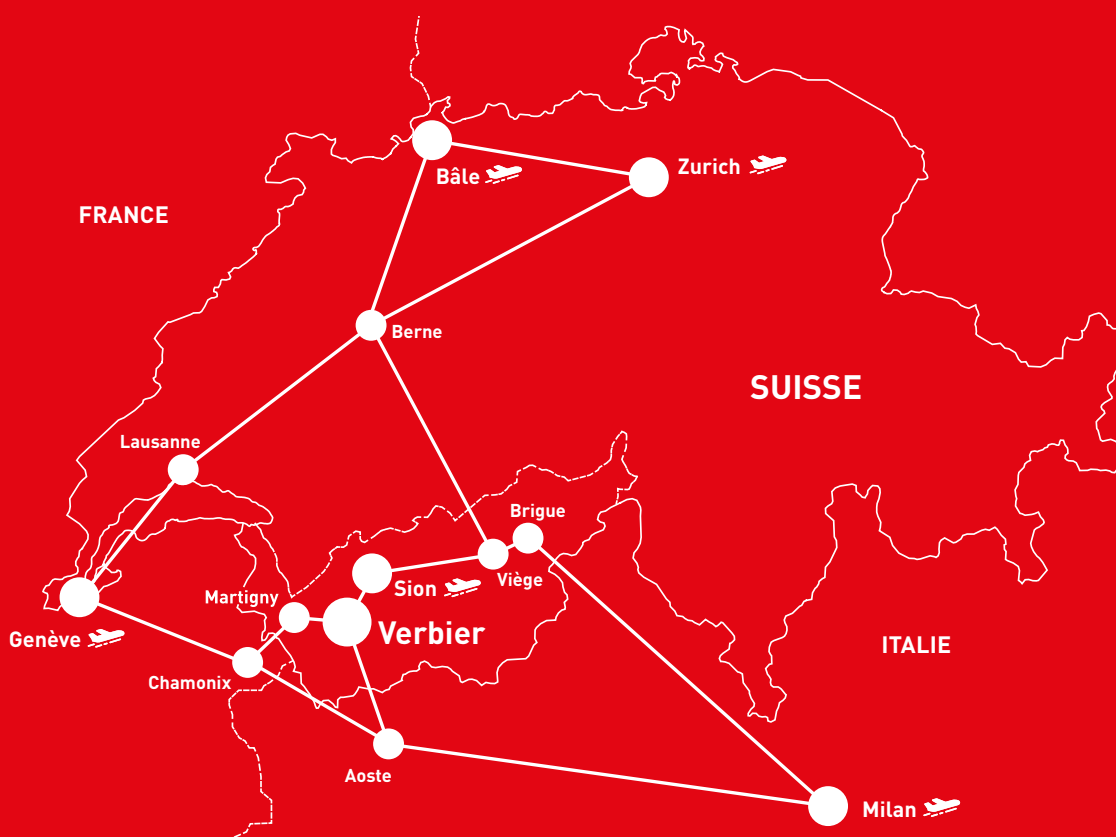 Bâle
Zurich
FRANCE
Berne
SUISSE
Lausanne
Brigue
Viège
Sion
Martigny
Verbier
Genève
ITALIE
Chamonix
Aoste
Milan